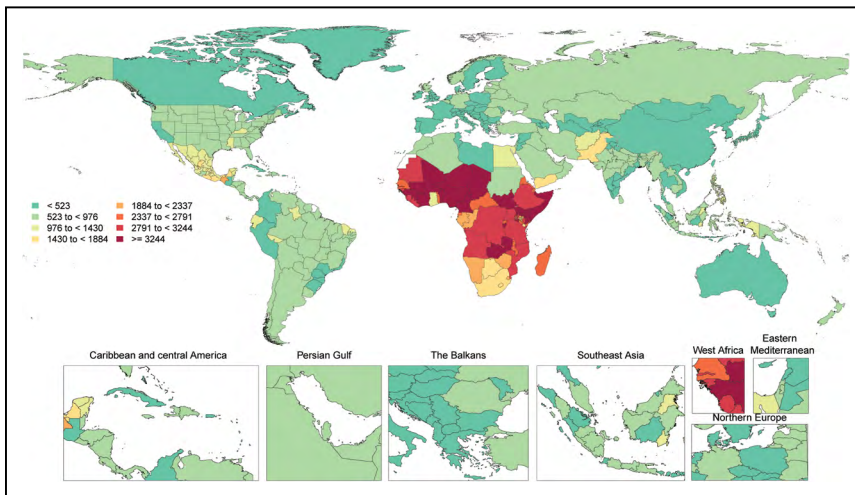 < 523
523 to < 976
976 to < 1430
1430 to < 1884
1884 to < 2337
2337 to < 2791
2791 to < 3244
>= 3244
Caribbean and central America
Persian Gulf
The Balkans
Southeast Asia
West Africa
Eastern
Mediterranean
Northern Europe